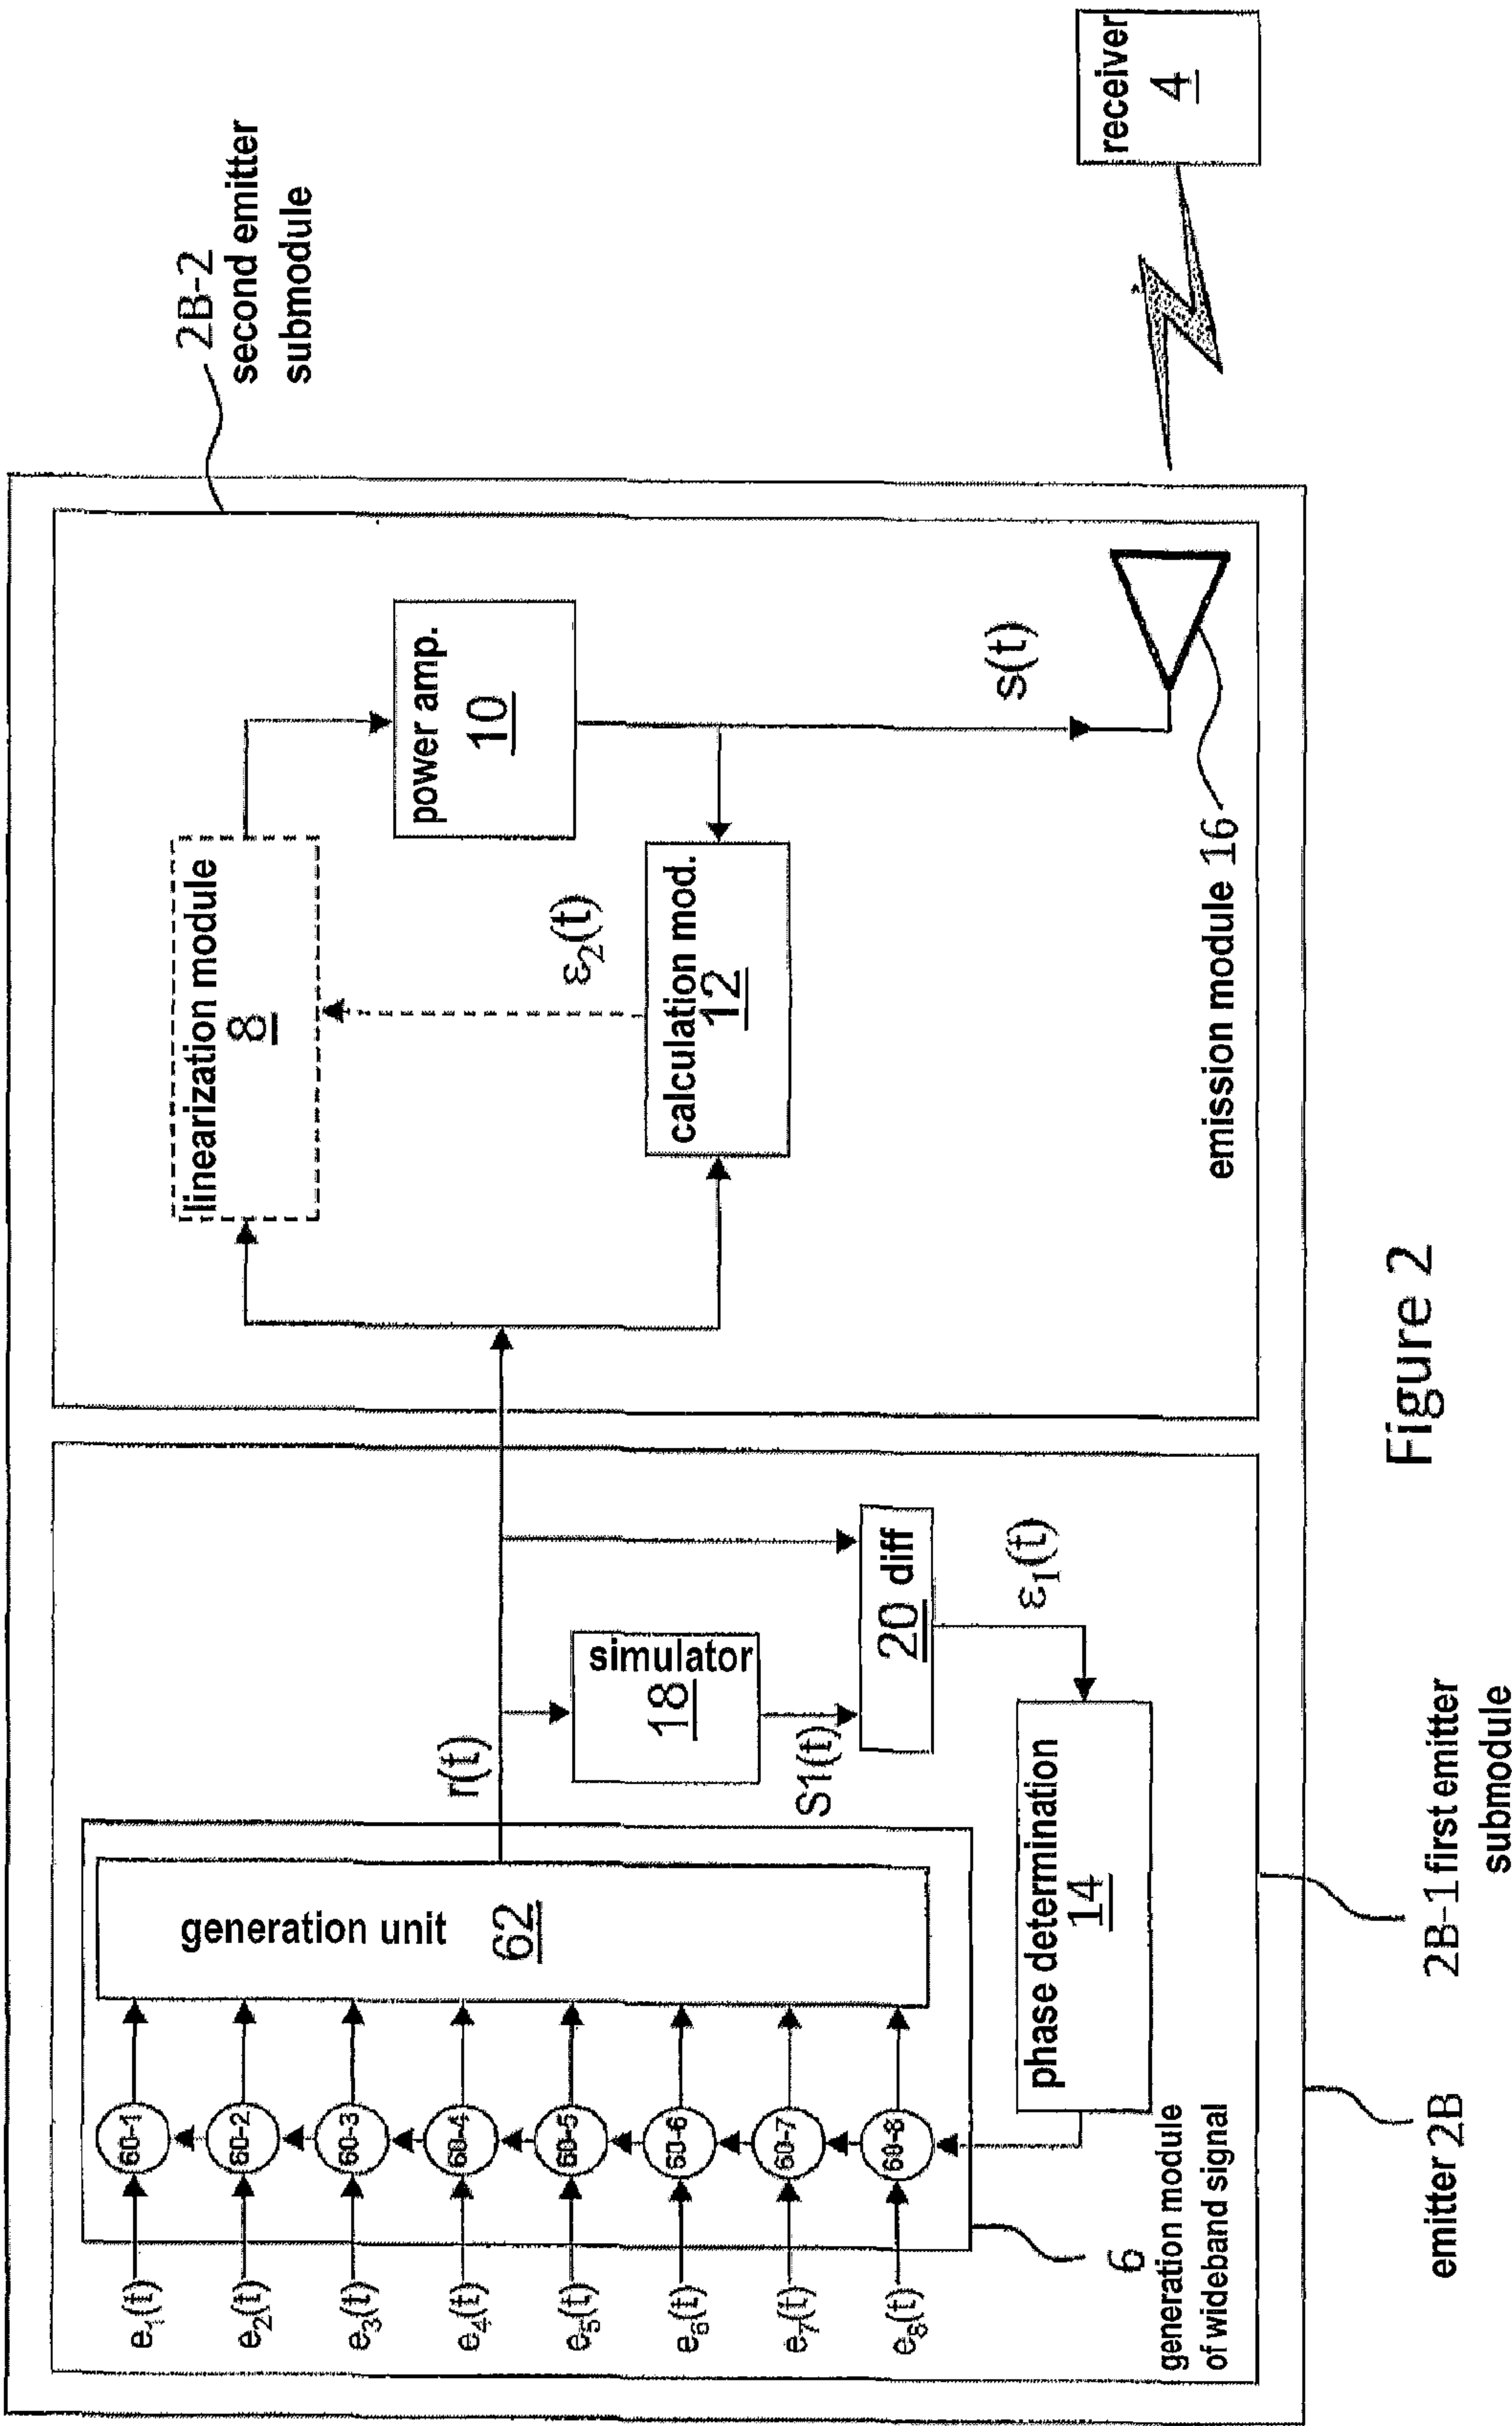 2B-2
second emitter
submodule
receiver
4
linearization module
8
power amp.
10
ε₂(t)
calculation mod.
12
s(t)
emission module 16
r(t)
simulator
18
S1(t)
20 diff
ε₁(t)
phase determination
14
generation unit
62
60-1
60-2
60-3
60-4
60-5
60-6
60-7
60-8
e₁(t)
e₂(t)
e₃(t)
e₄(t)
e₅(t)
e₆(t)
e₇(t)
e₈(t)
6
generation module
of wideband signal
2B-1 first emitter
submodule
emitter 2B
Figure 2